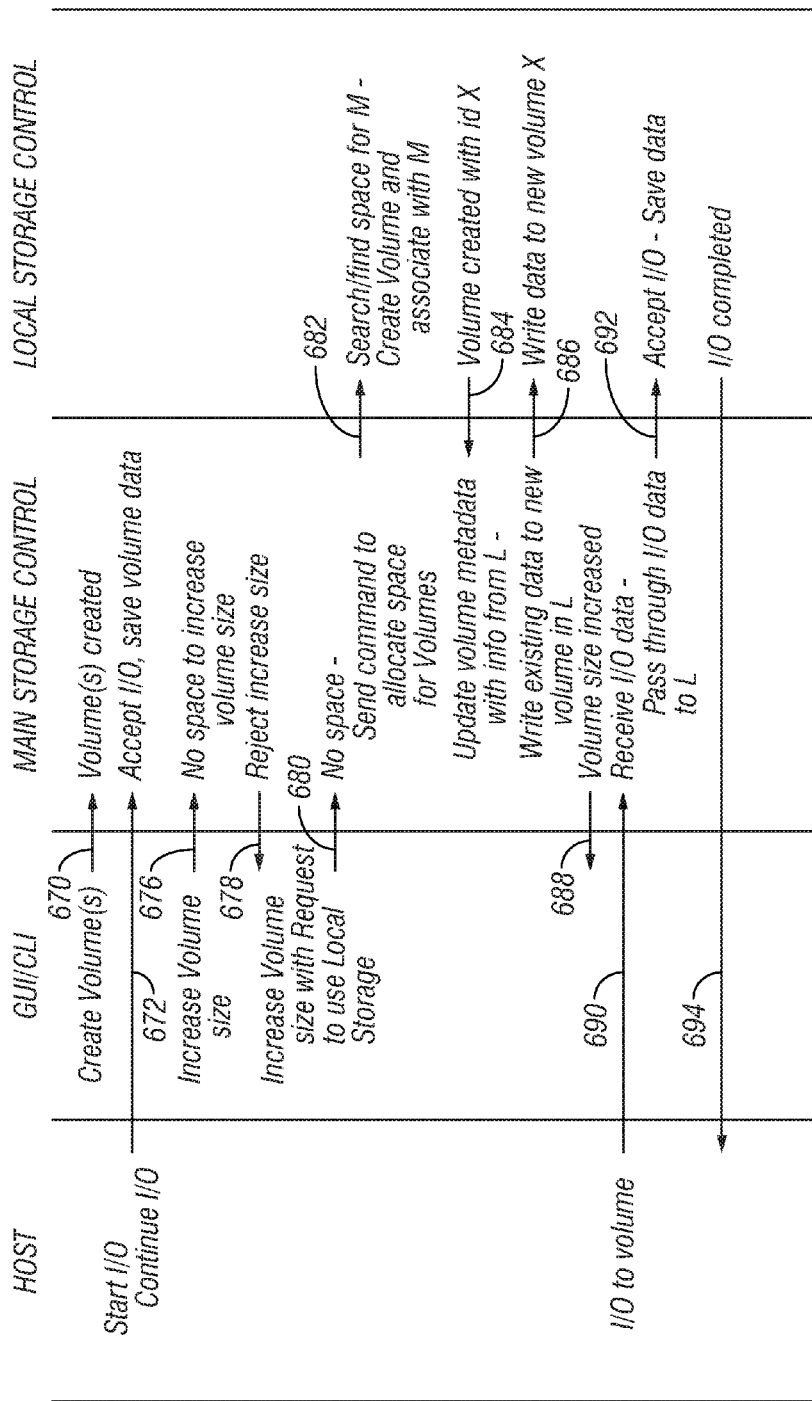 HOST
GUI/CLI
MAIN STORAGE CONTROL
LOCAL STORAGE CONTROL
670
Create Volume(s)
Volume(s) created
Start I/O
Continue I/O
672
Accept I/O, save volume data
676
Increase Volume
size
No space to increase
volume size
678
Reject increase size
Increase Volume
size with Request
to use Local
Storage
680
No space -
Send command to
allocate space
for Volumes
682
Search/find space for M -
Create Volume and
associate with M
Update volume metadata
with info from L -
Volume created with id X
684
Write existing data to new
volume in L
Write data to new volume X
686
688
Volume size increased
I/O to volume
690
Receive I/O data -
Pass through I/O data
to L
692
Accept I/O - Save data
694
I/O completed